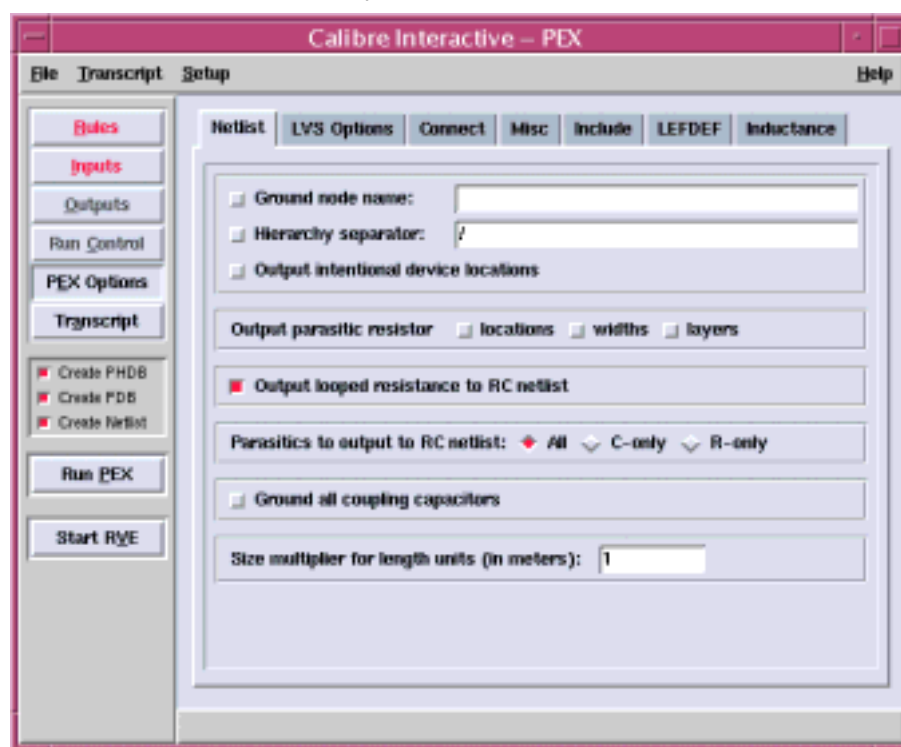 Calibre Interactive – PEX
File Transcript Setup Help
Rules
Inputs
Outputs
Run Control
PEX Options
Transcript
Create PHDB
Create PDB
Create Netlist
Run PEX
Start RVE
Netlist LVS Options Connect Misc Include LEFDEF Inductance
Ground node name:
Hierarchy separator: /
Output intentional device locations
Output parasitic resistor locations widths layers
Output looped resistance to RC netlist
Parasitics to output to RC netlist: All C-only R-only
Ground all coupling capacitors
Size multiplier for length units (in meters): 1